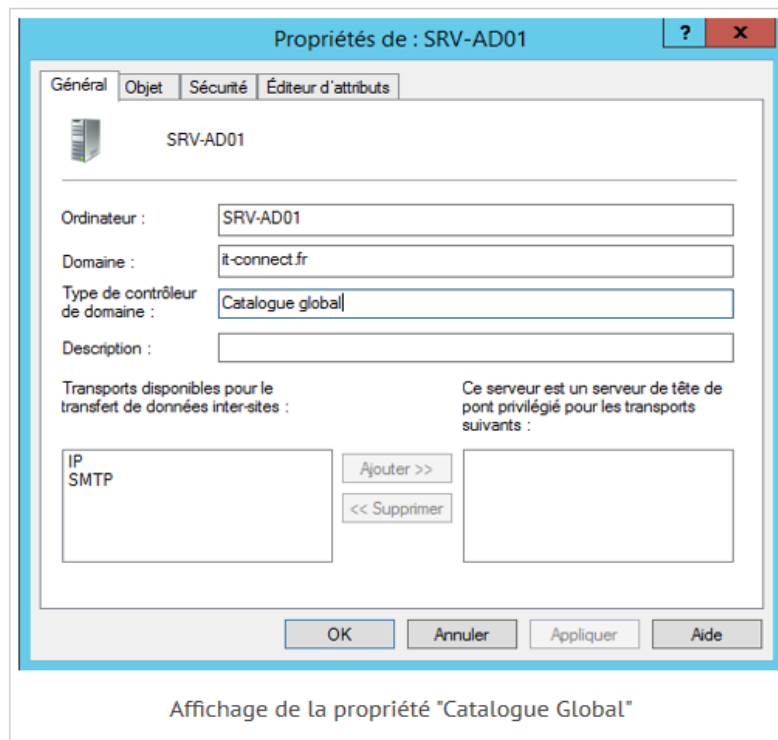 Propriétés de : SRV-AD01
? x
Général Objet Sécurité Éditeur d'attributs
SRV-AD01
Ordinateur : SRV-AD01
Domaine : it-connect.fr
Type de contrôleur
de domaine : Catalogue global
Description :
Transports disponibles pour le
transfert de données inter-sites :
Ce serveur est un serveur de tête de
pont privilégié pour les transports
suivants :
IP
SMTP
Ajouter >>
<< Supprimer
OK Annuler Appliquer Aide
Affichage de la propriété "Catalogue Global"